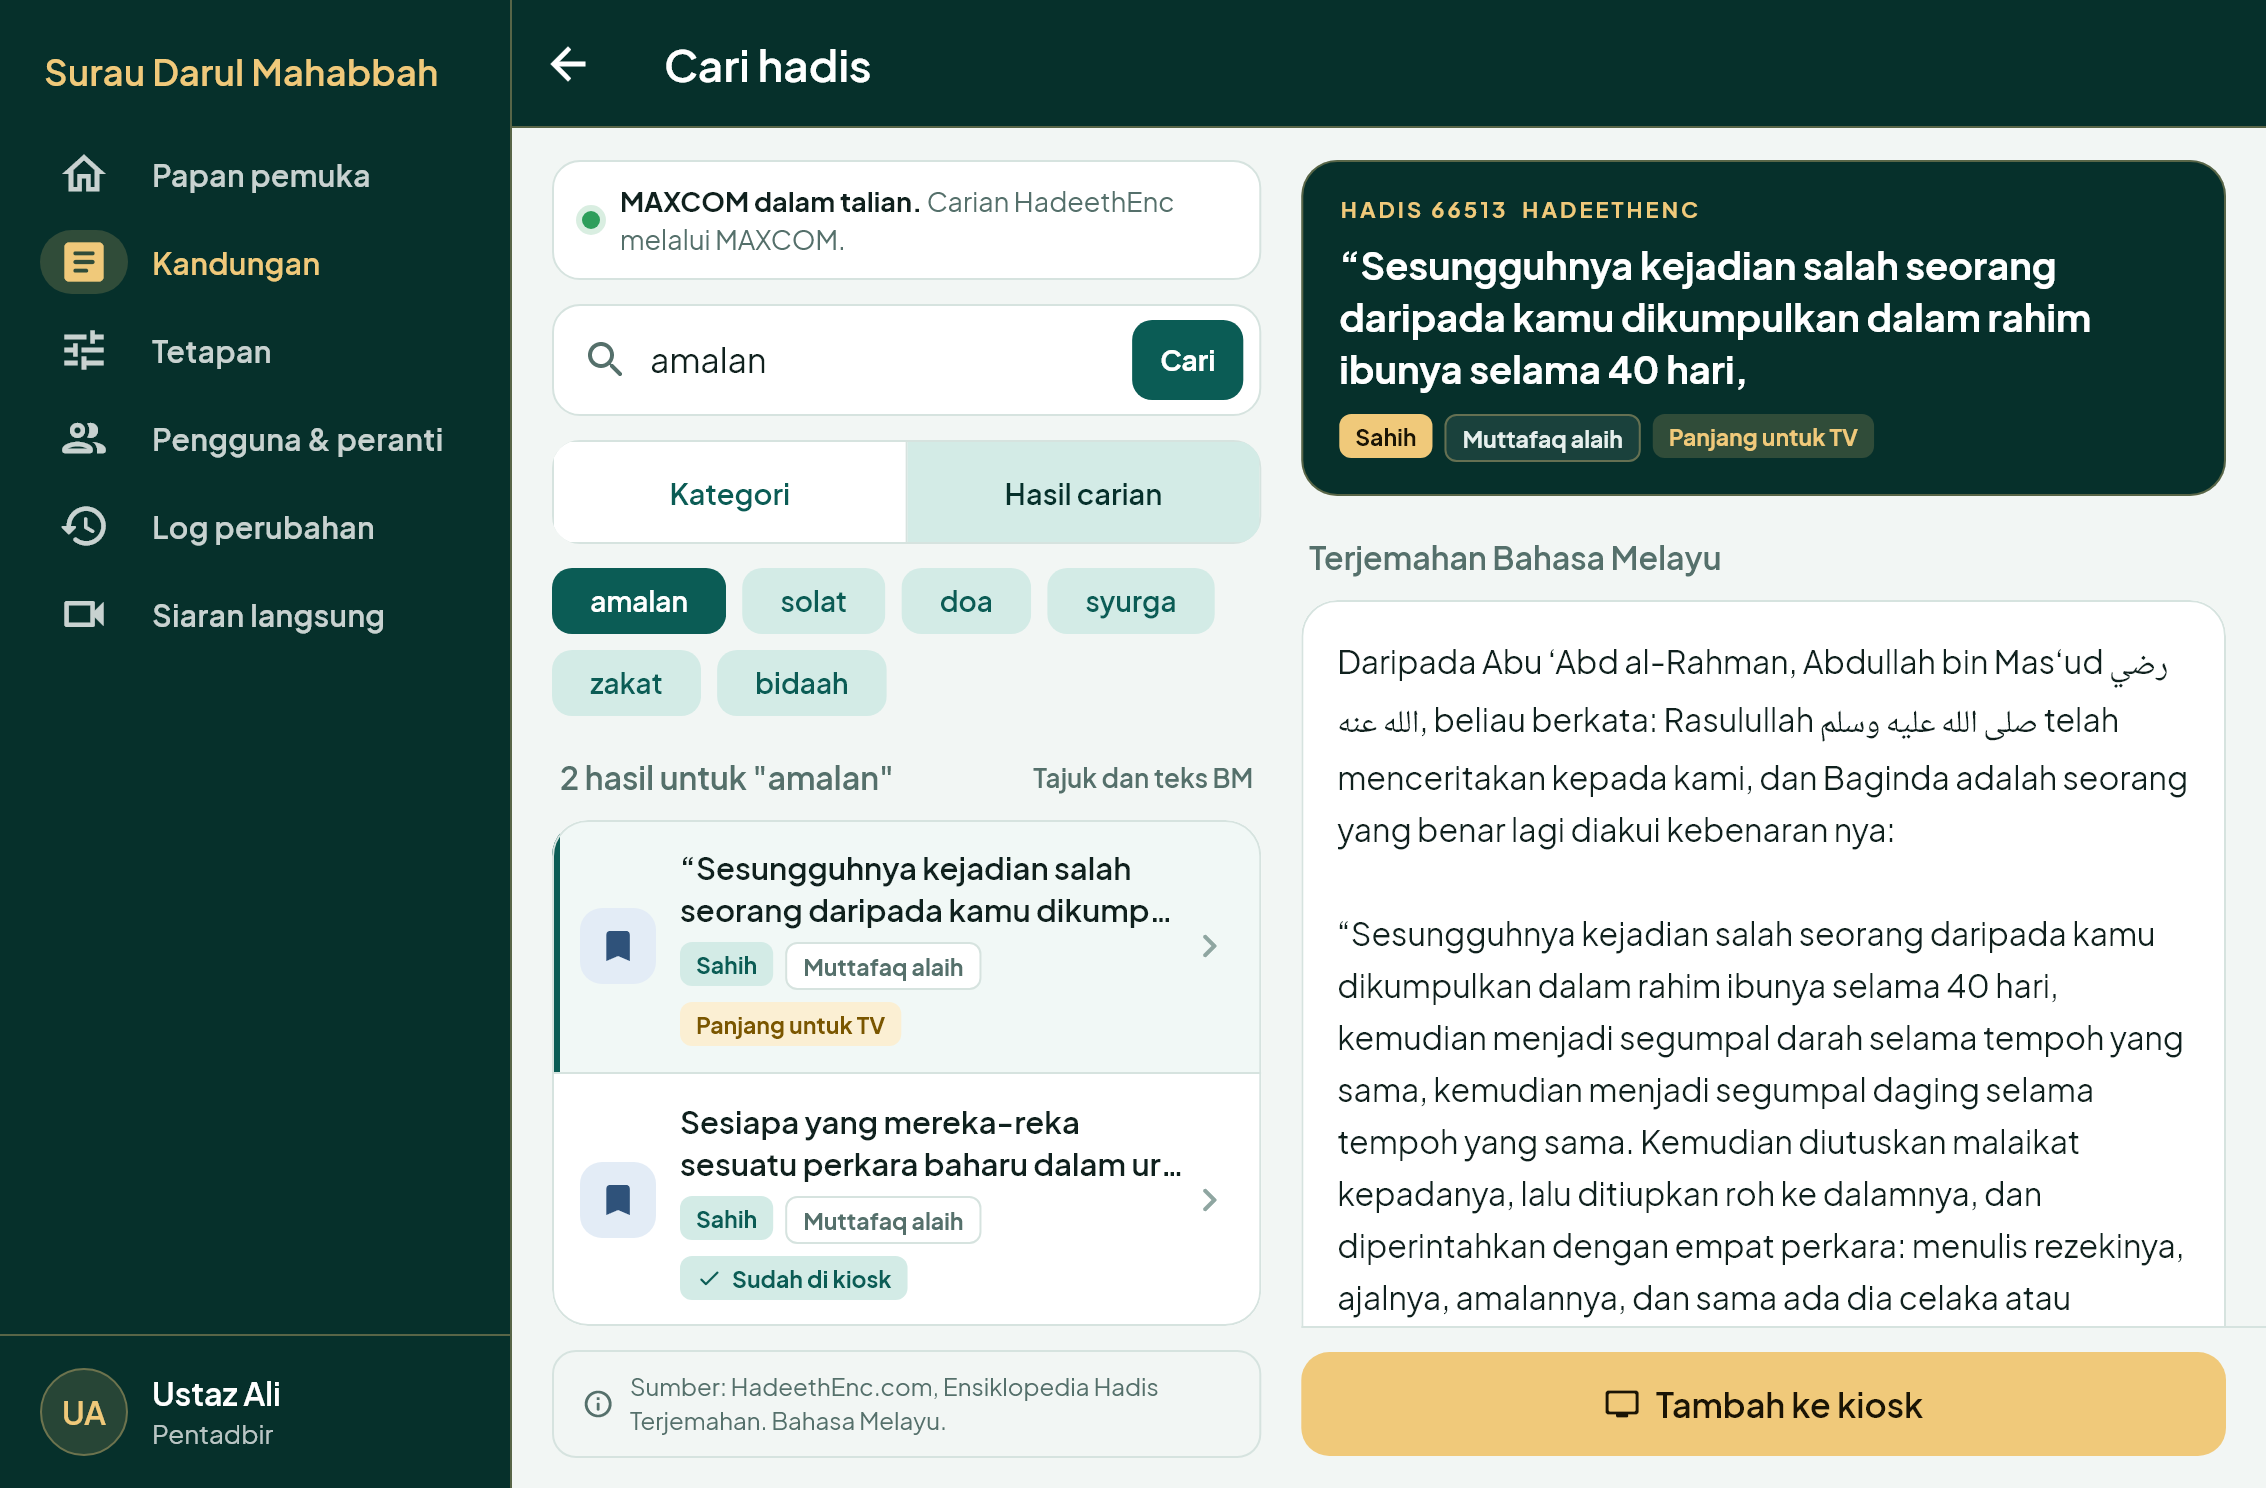 Surau Darul Mahabbah
Papan pemuka
Kandungan
Tetapan
Pengguna & peranti
Log perubahan
Siaran langsung
Ustaz Ali
Pentadbir
UA
Cari hadis
MAXCOM dalam talian. Carian HadeethEnc
melalui MAXCOM.
amalan
Cari
Kategori
Hasil carian
amalan
solat
doa
syurga
zakat
bidaah
2 hasil untuk "amalan"
Tajuk dan teks BM
“Sesungguhnya kejadian salah
seorang daripada kamu dikump…
Sahih
Muttafaq alaih
Panjang untuk TV
Sesiapa yang mereka-reka
sesuatu perkara baharu dalam ur…
Sahih
Muttafaq alaih
Sudah di kiosk
Sumber: HadeethEnc.com, Ensiklopedia Hadis
Terjemahan. Bahasa Melayu.
HADIS 66513 HADEETHENC
“Sesungguhnya kejadian salah seorang
daripada kamu dikumpulkan dalam rahim
ibunya selama 40 hari,
Sahih
Muttafaq alaih
Panjang untuk TV
Terjemahan Bahasa Melayu
Daripada Abu ‘Abd al-Rahman, Abdullah bin Mas‘ud رضي
الله عنه, beliau berkata: Rasulullah صلى الله عليه وسلم telah
menceritakan kepada kami, dan Baginda adalah seorang
yang benar lagi diakui kebenaran nya:
“Sesungguhnya kejadian salah seorang daripada kamu
dikumpulkan dalam rahim ibunya selama 40 hari,
kemudian menjadi segumpal darah selama tempoh yang
sama, kemudian menjadi segumpal daging selama
tempoh yang sama. Kemudian diutuskan malaikat
kepadanya, lalu ditiupkan roh ke dalamnya, dan
diperintahkan dengan empat perkara: menulis rezekinya,
ajalnya, amalannya, dan sama ada dia celaka atau
Tambah ke kiosk